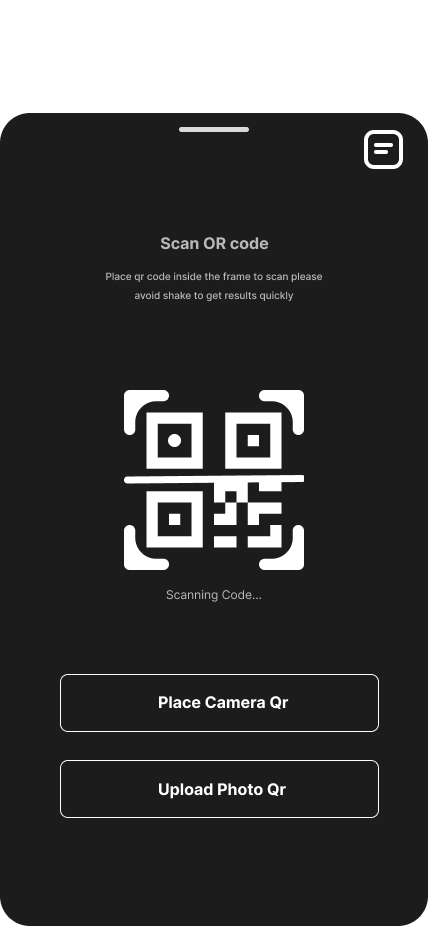 Scan OR code
Place qr code inside the frame to scan please
avoid shake to get results quickly
Scanning Code...
Place Camera Qr
Upload Photo Qr